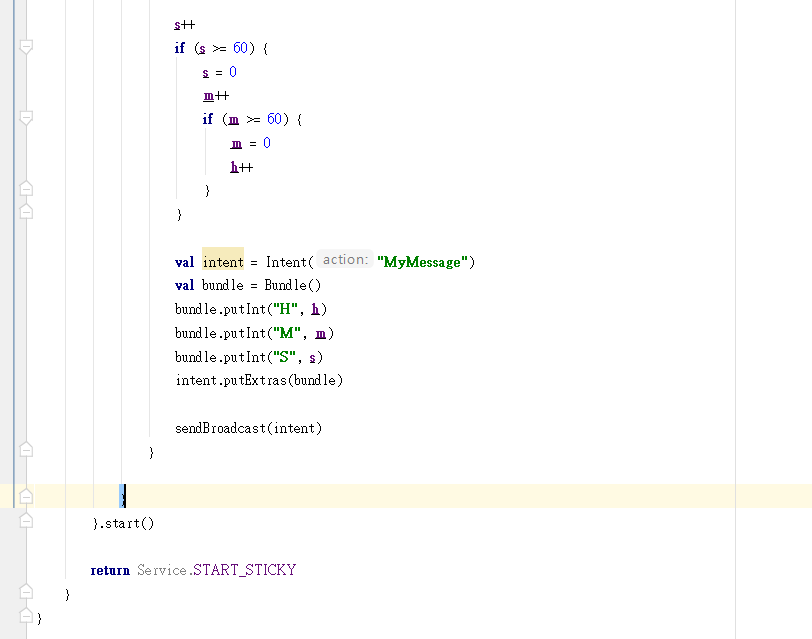 s++
if (s >= 60) {
s = 0
m++
if (m >= 60) {
m = 0
h++
}
}
val intent = Intent( action: "MyMessage")
val bundle = Bundle()
bundle.putInt("H", h)
bundle.putInt("M", m)
bundle.putInt("S", s)
intent.putExtras(bundle)
sendBroadcast(intent)
}
}
}.start()
return Service.START_STICKY
}
}